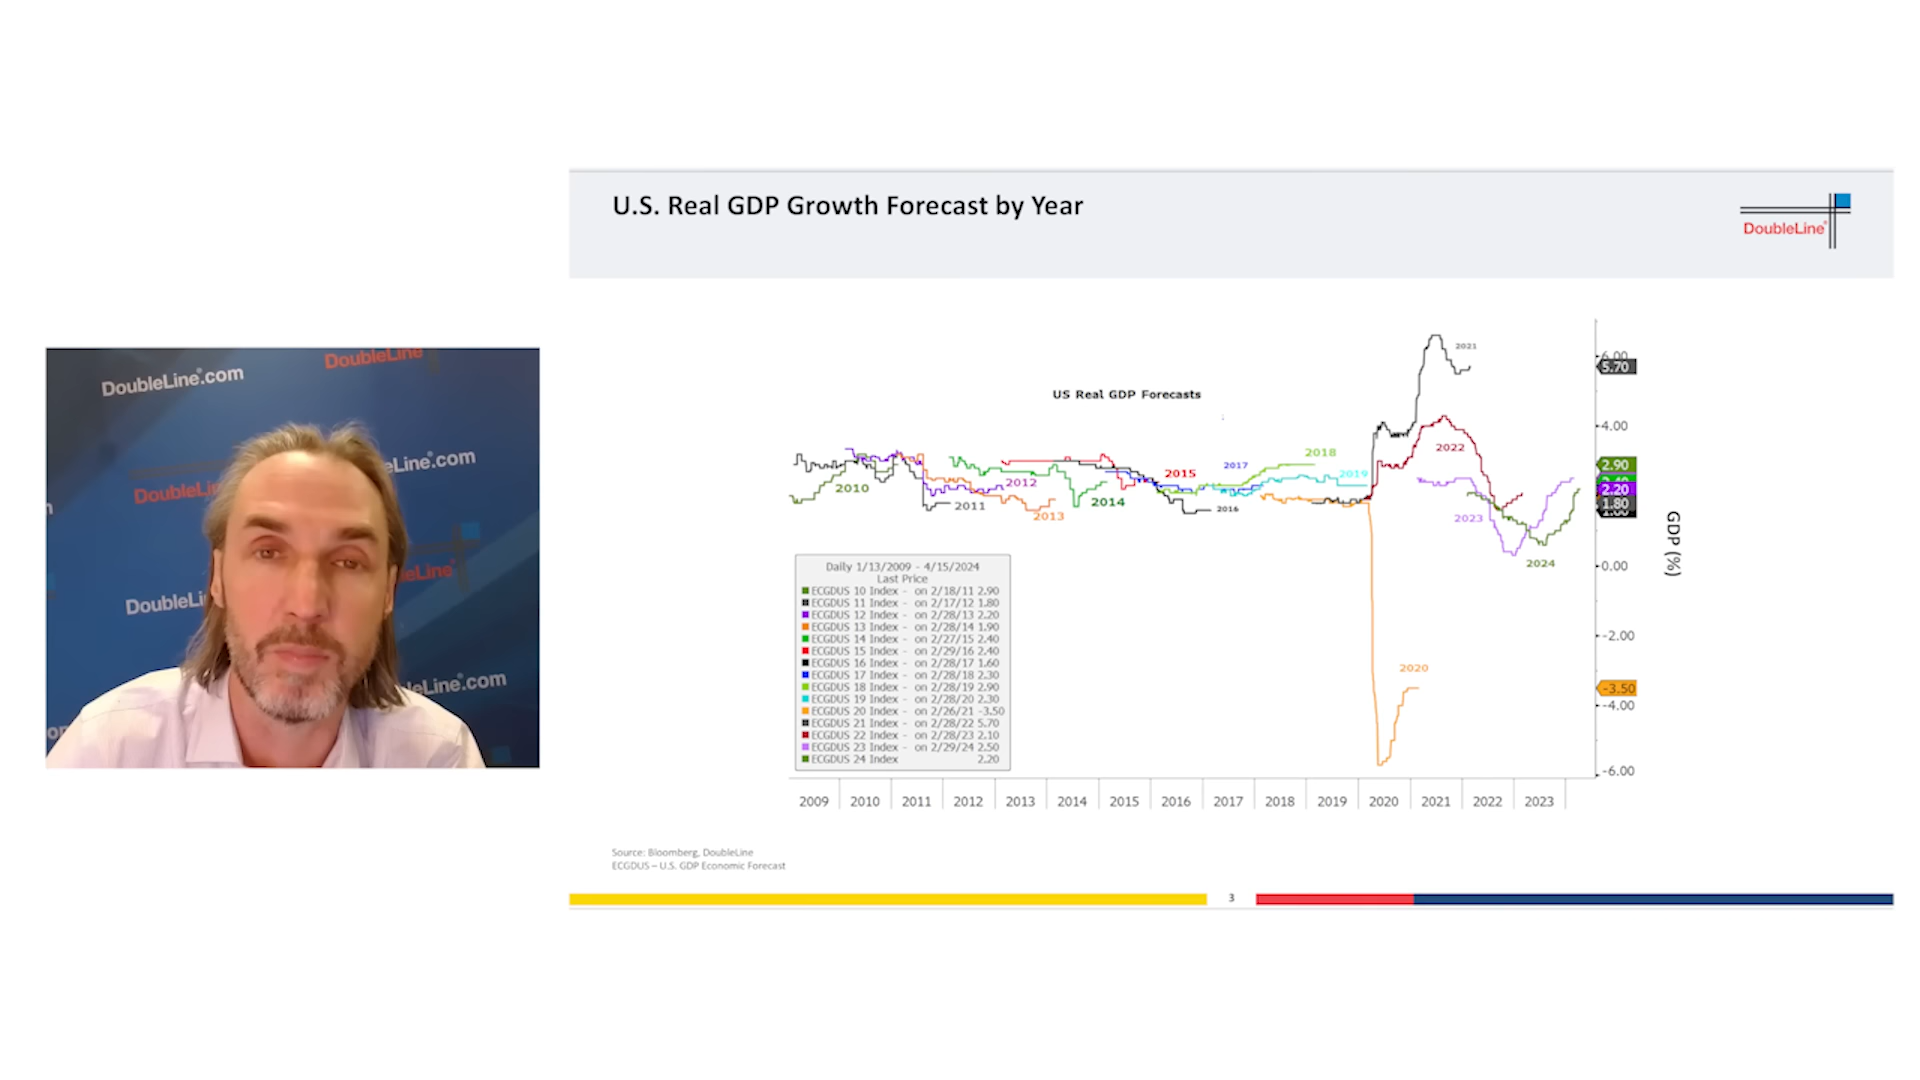 U.S. Real GDP Growth Forecast by Year
DoubleLine®
DoubleLine
DoubleLine.com
eLine.com
DoubleLi
eLine
DoubleLi
leLine.com
US Real GDP Forecasts
2021
2022
2018
2017
2019
2015
2010
2012
2011
2013
2014
2016
2023
2024
2020
6.00
5.70
4.00
2.90
2.20
1.80
0.00
-2.00
-3.50
-4.00
-6.00
GDP (%)
Daily 1/13/2009 - 4/15/2024
Last Price
ECGDUS 10 Index - on 2/18/11 2.90
ECGDUS 11 Index - on 2/17/12 1.80
ECGDUS 12 Index - on 2/28/13 2.20
ECGDUS 13 Index - on 2/28/14 1.90
ECGDUS 14 Index - on 2/27/15 2.40
ECGDUS 15 Index - on 2/29/16 2.40
ECGDUS 16 Index - on 2/28/17 1.60
ECGDUS 17 Index - on 2/28/18 2.30
ECGDUS 18 Index - on 2/28/19 2.90
ECGDUS 19 Index - on 2/28/20 2.30
ECGDUS 20 Index - on 2/26/21 -3.50
ECGDUS 21 Index - on 2/28/22 5.70
ECGDUS 22 Index - on 2/28/23 2.10
ECGDUS 23 Index - on 2/29/24 2.50
ECGDUS 24 Index 2.20
2009 2010 2011 2012 2013 2014 2015 2016 2017 2018 2019 2020 2021 2022 2023
Source: Bloomberg, DoubleLine
ECGDUS – U.S. GDP Economic Forecast
3